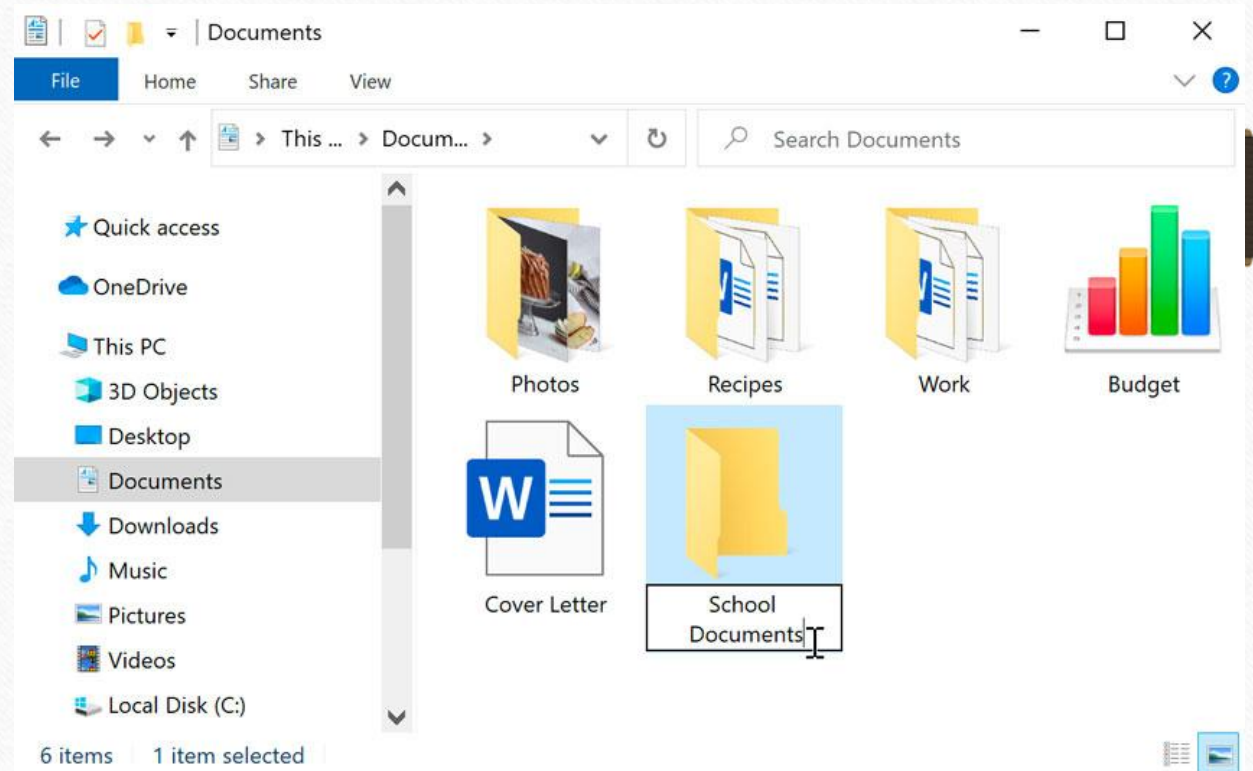 Documents
File Home Share View
This ... > Docum... >
Search Documents
Quick access
OneDrive
This PC
3D Objects
Desktop
Documents
Downloads
Music
Pictures
Videos
Local Disk (C:)
Photos Recipes Work Budget
W
Cover Letter
School
Documents
6 items 1 item selected